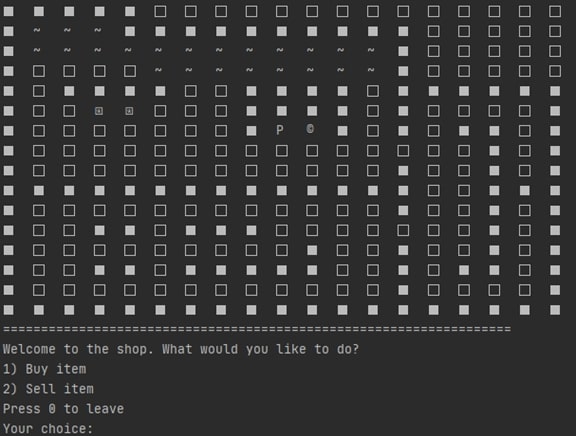 ■ ■ ■ ■ ■ □ □ □ □ □ □ □ □ □ □ □ □ □ □
■ ~ ~ ~ ■ ■ ■ ■ ■ ■ ■ ■ ■ ■ □ □ □ □ □
■ ~ ~ ~ ~ ~ ~ ~ ~ ~ ~ ~ ~ ■ □ □ □ □ □
■ □ □ □ □ ~ ~ ~ ~ ~ ~ ~ ~ ■ □ □ □ □ □
■ □ ■ ■ ■ ■ □ □ ■ ■ ■ ■ □ ■ ■ ■ ■ ■ ■
■ □ ■ ⊡ ⊡ □ □ □ ■ ■ ■ ■ □ ■ □ □ □ □ ■
■ □ □ □ □ □ □ □ ■ P © ■ □ ■ □ ■ ■ □ ■
■ □ □ □ □ □ □ □ □ □ □ □ □ □ □ □ ■ □ ■
■ □ □ □ □ □ □ □ □ □ □ □ □ ■ □ □ ■ □ ■
■ ■ ■ ■ ■ ■ ■ ■ ■ ■ ■ ■ ■ ■ □ □ ■ ■ ■
■ □ □ □ □ □ □ □ □ □ □ □ □ ■ □ □ ■ □ ■
■ □ □ ■ ■ □ ■ ■ ■ □ □ □ □ □ □ □ ■ □ ■
■ □ □ □ □ □ □ □ □ □ ■ □ □ ■ □ □ ■ □ ■
■ □ □ ■ ■ □ ■ ■ ■ ■ ■ □ □ ■ □ ■ ■ □ ■
■ □ □ □ □ □ □ □ □ □ □ □ □ ■ □ □ □ □ ■
■ ■ ■ ■ ■ ■ ■ ■ ■ ■ ■ ■ ■ ■ ■ ■ ■ ■ ■
===================================================================
Welcome to the shop. What would you like to do?
1) Buy item
2) Sell item
Press 0 to leave
Your choice: